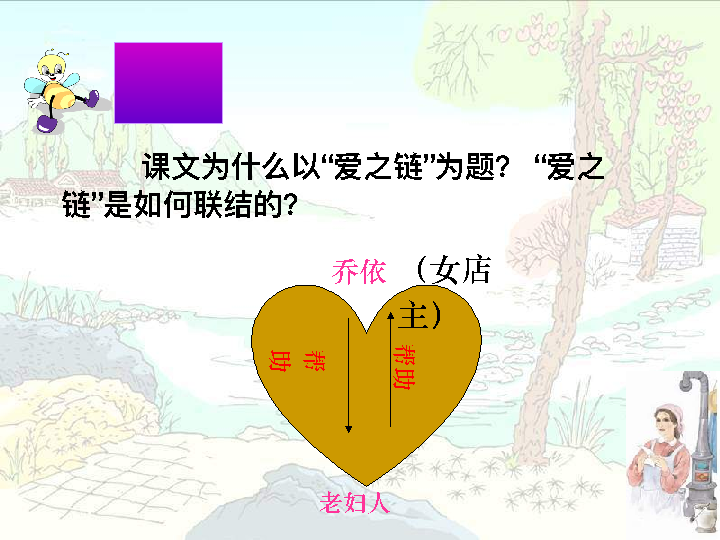 课文为什么以“爱之链”为题? “爱之
链”是如何联结的?
乔依 (女店
主)
帮助
帮助
老妇人